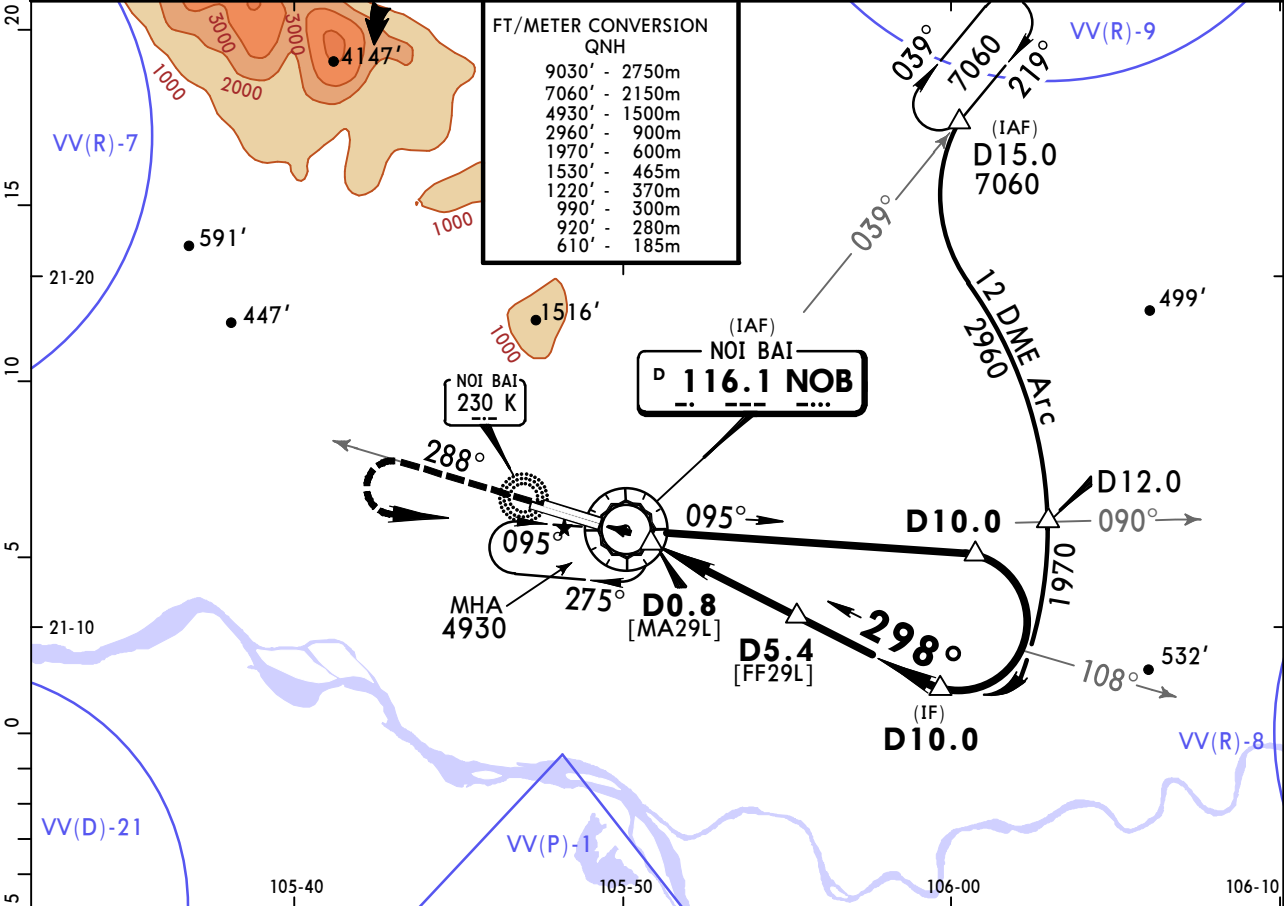 20
15
10
5
0
5
3000
3000
4147'
1000
2000
1000
VV(R)-7
FT/METER CONVERSION
QNH
9030' - 2750m
7060' - 2150m
4930' - 1500m
2960' - 900m
1970' - 600m
1530' - 465m
1220' - 370m
990' - 300m
920' - 280m
610' - 185m
VV(R)-9
039°
7060
219°
(IAF)
D15.0
7060
039°
591'
447'
21-20
1516'
1000
499'
12 DME Arc
2960
(IAF)
NOI BAI
D 116.1 NOB
NOI BAI
230 K
288°
095°
095°
275°
MHA
4930
D10.0
D12.0
090°
1970
D0.8
[MA29L]
D5.4
[FF29L]
298°
(IF)
D10.0
108°
532'
21-10
VV(R)-8
VV(D)-21
VV(P)-1
105-40
105-50
106-00
106-10